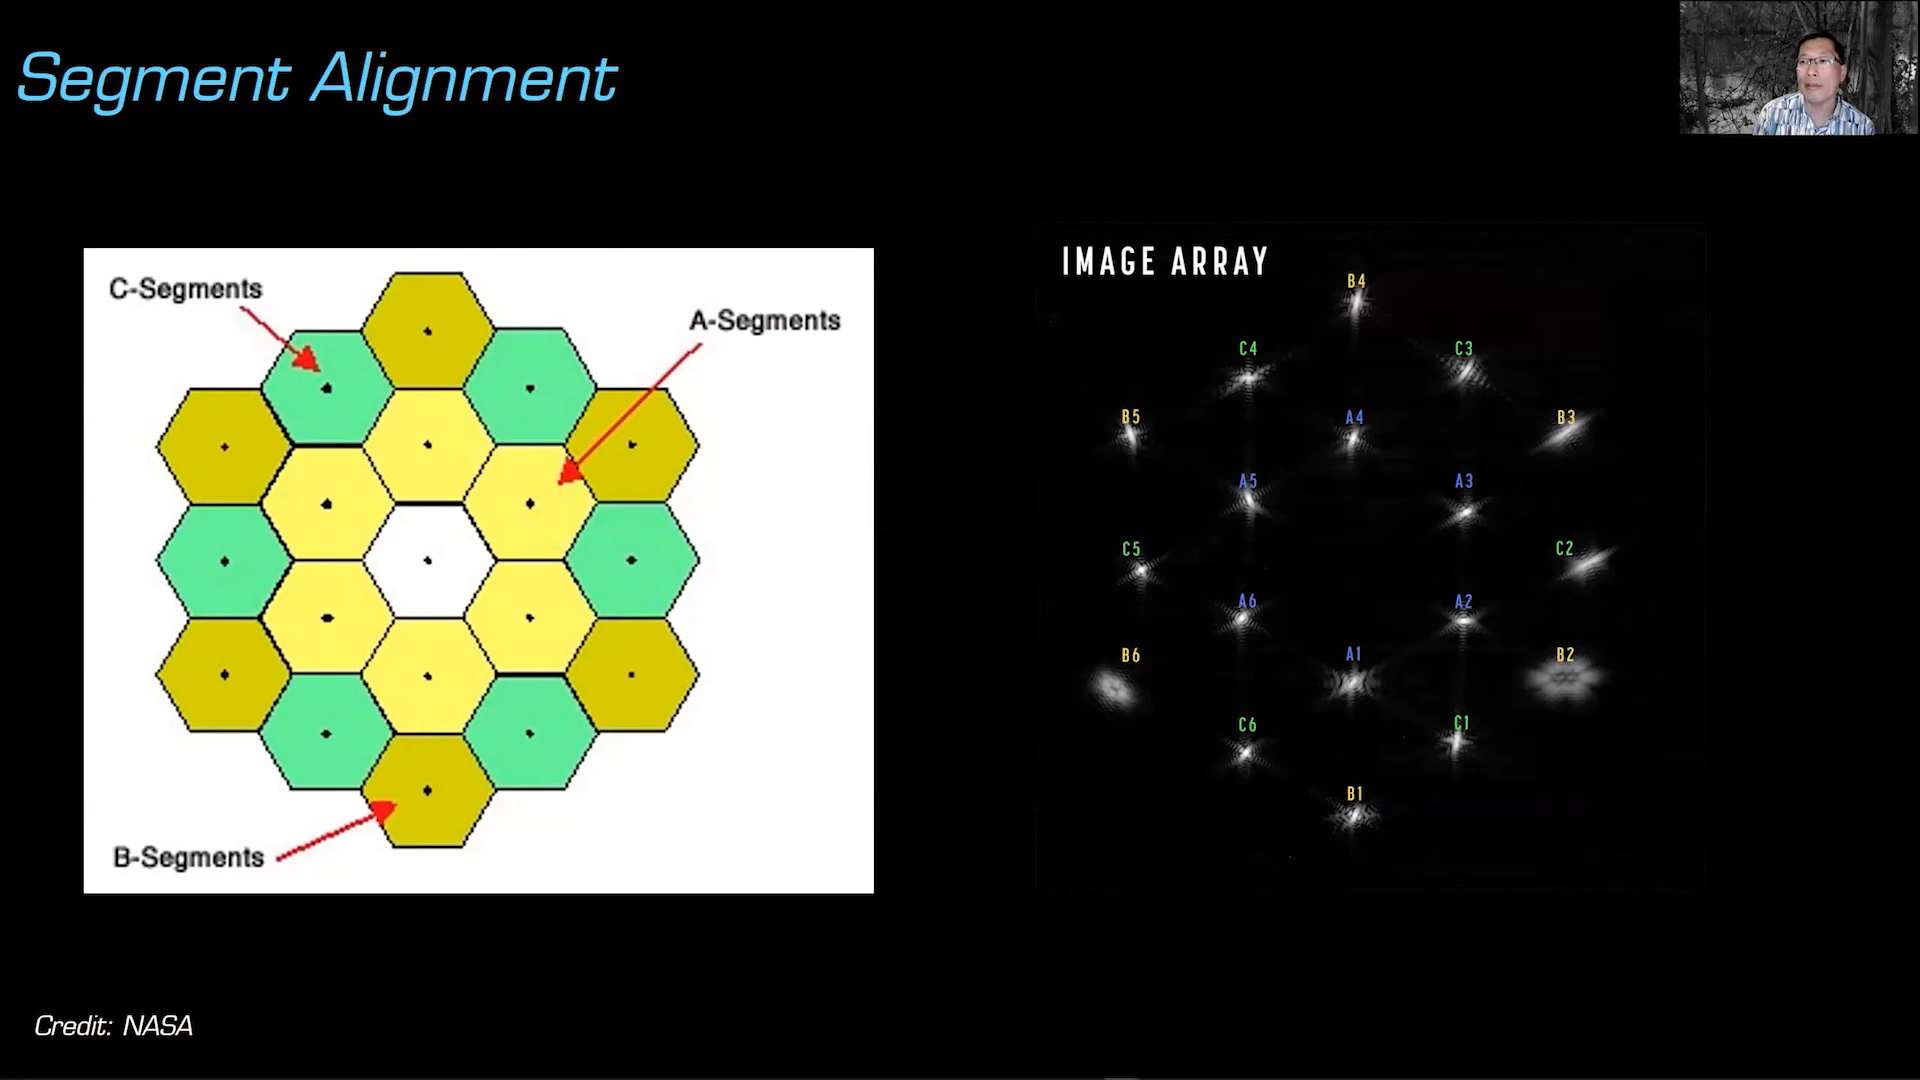 Segment Alignment
C-Segments
A-Segments
B-Segments
IMAGE ARRAY
B4
C4
C3
B5
A4
B3
A5
A3
C5
C2
A6
A2
B6
A1
B2
C6
C1
B1
Credit: NASA